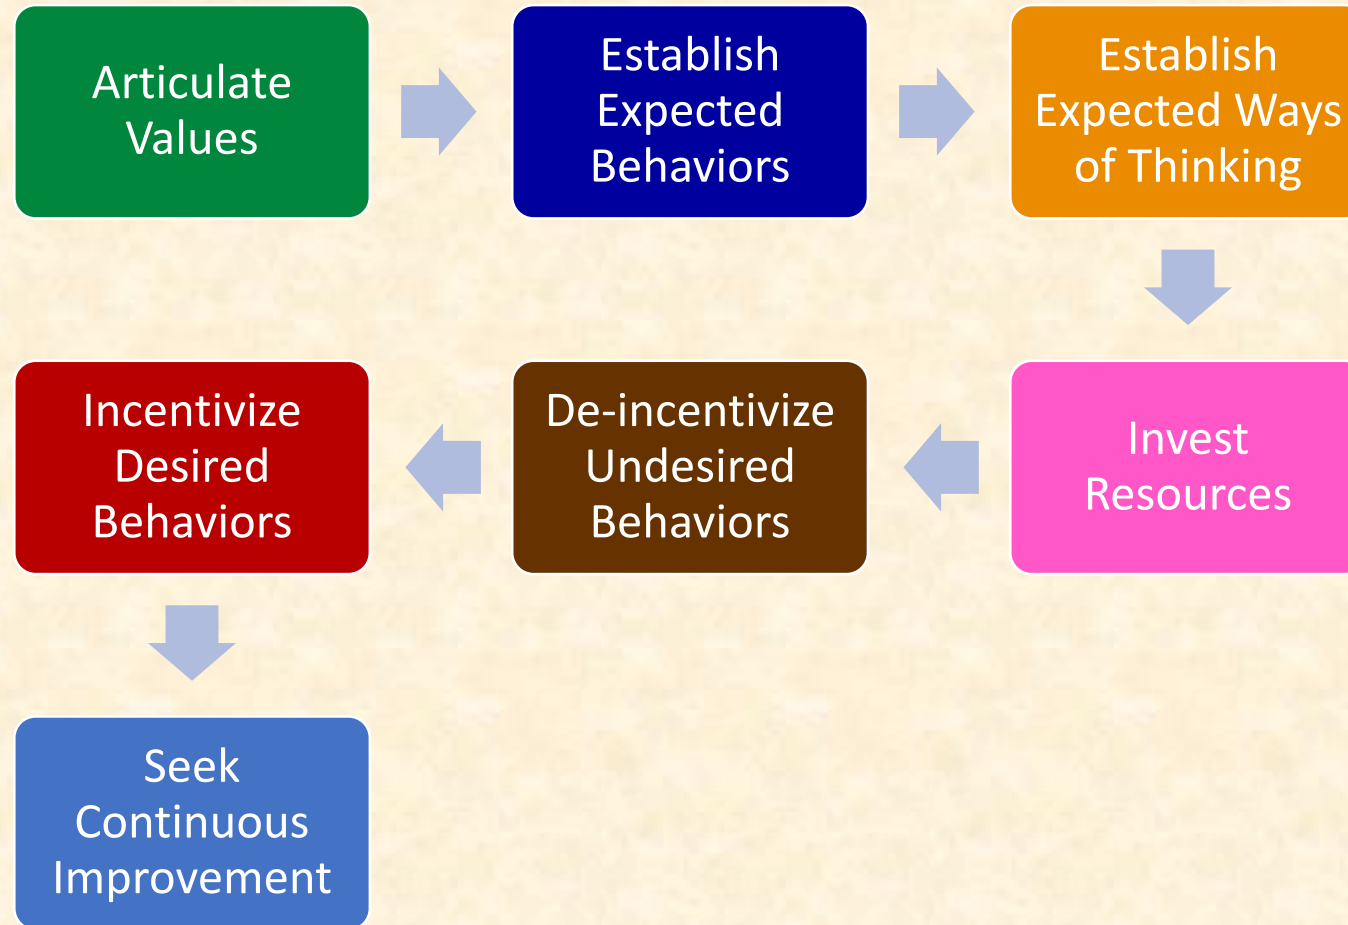 Articulate
Values
Establish
Expected
Behaviors
Establish
Expected Ways
of Thinking
Invest
Resources
De-incentivize
Undesired
Behaviors
Incentivize
Desired
Behaviors
Seek
Continuous
Improvement